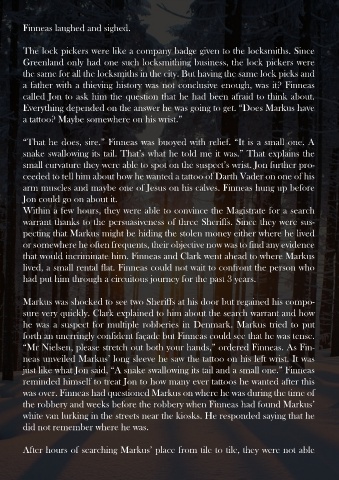 Finneas laughed and sighed.

The lock pickers were like a company badge given to the locksmiths. Since
Greenland only had one such locksmithing business, the lock pickers were
the same for all the locksmiths in the city. But having the same lock picks and
a father with a thieving history was not conclusive enough, was it? Finneas
called Jon to ask him the question that he had been afraid to think about.
Everything depended on the answer he was going to get. “Does Markus have
a tattoo? Maybe somewhere on his wrist.”

“That he does, sire.” Finneas was buoyed with relief. “It is a small one. A
snake swallowing its tail. That's what he told me it was.” That explains the
small curvature they were able to spot on the suspect's wrist. Jon further pro-
ceeded to tell him about how he wanted a tattoo of Darth Vader on one of his
arm muscles and maybe one of Jesus on his calves. Finneas hung up before
Jon could go on about it.
Within a few hours, they were able to convince the Magistrate for a search
warrant thanks to the persuasiveness of three Sheriffs. Since they were sus-
pecting that Markus might be hiding the stolen money either where he lived
or somewhere he often frequents, their objective now was to find any evidence
that would incriminate him. Finneas and Clark went ahead to where Markus
lived, a small rental flat. Finneas could not wait to confront the person who
had put him through a circuitous journey for the past 3 years.

Markus was shocked to see two Sheriffs at his door but regained his compo-
sure very quickly. Clark explained to him about the search warrant and how
he was a suspect for multiple robberies in Denmark. Markus tried to put
forth an unerringly confident facade but Finneas could see that he was tense.
“Mr Nielsen, please stretch out both your hands,” ordered Finneas. As Fin-
neas unveiled Markus' long sleeve he saw the tattoo on his left wrist. It was
just like what Jon said, “A snake swallowing its tail and a small one.” Finneas
reminded himself to treat Jon to how many ever tattoos he wanted after this
was over. Finneas had questioned Markus on where he was during the time of
the robbery and weeks before the robbery when Finneas had found Markus'
white van lurking in the streets near the kiosks. He responded saying that he
did not remember where he was.

After hours of searching Markus' place from tile to tile, they were not able